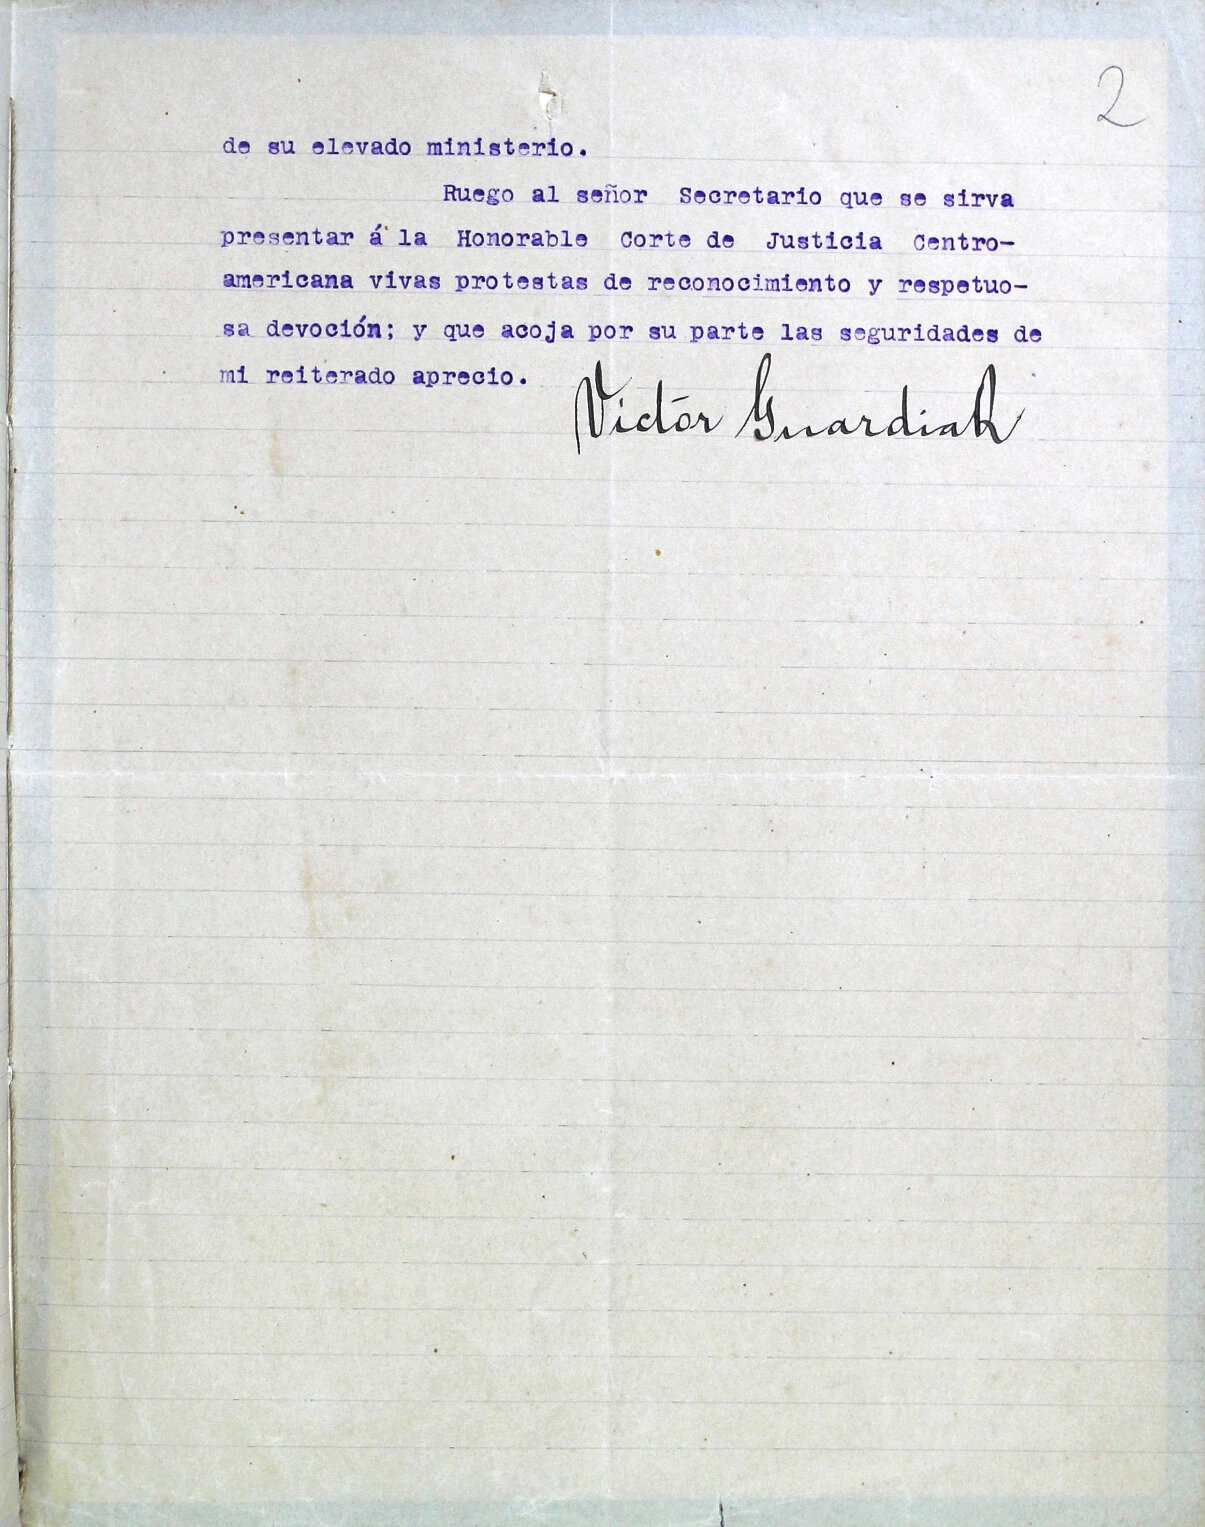 2
de su elevado ministerio.
Ruego al señor Secretario que se sirva
presentar á la Honorable Corte de Justicia Centro-
americana vivas protestas de reconocimiento y respetuo-
sa devoción; y que acoja por su parte las seguridades de
mi reiterado aprecio.
Víctor Guardia